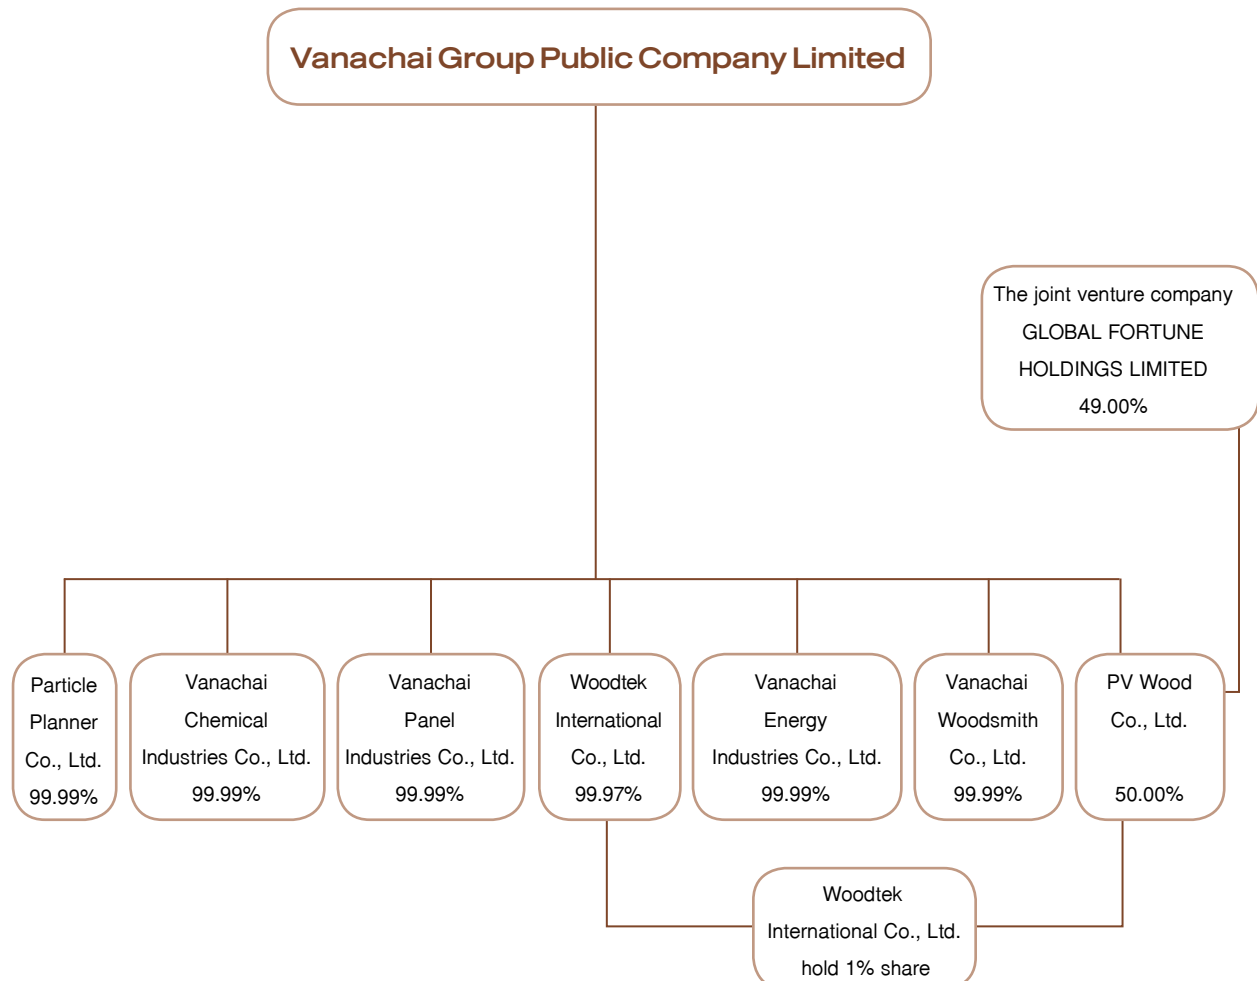 Vanachai Group Public Company Limited
The joint venture company
GLOBAL FORTUNE
HOLDINGS LIMITED
49.00%
Particle
Planner
Co., Ltd.
99.99%
Vanachai
Chemical
Industries Co., Ltd.
99.99%
Vanachai
Panel
Industries Co., Ltd.
99.99%
Woodtek
International
Co., Ltd.
99.97%
Vanachai
Energy
Industries Co., Ltd.
99.99%
Vanachai
Woodsmith
Co., Ltd.
99.99%
PV Wood
Co., Ltd.
50.00%
Woodtek
International Co., Ltd.
hold 1% share